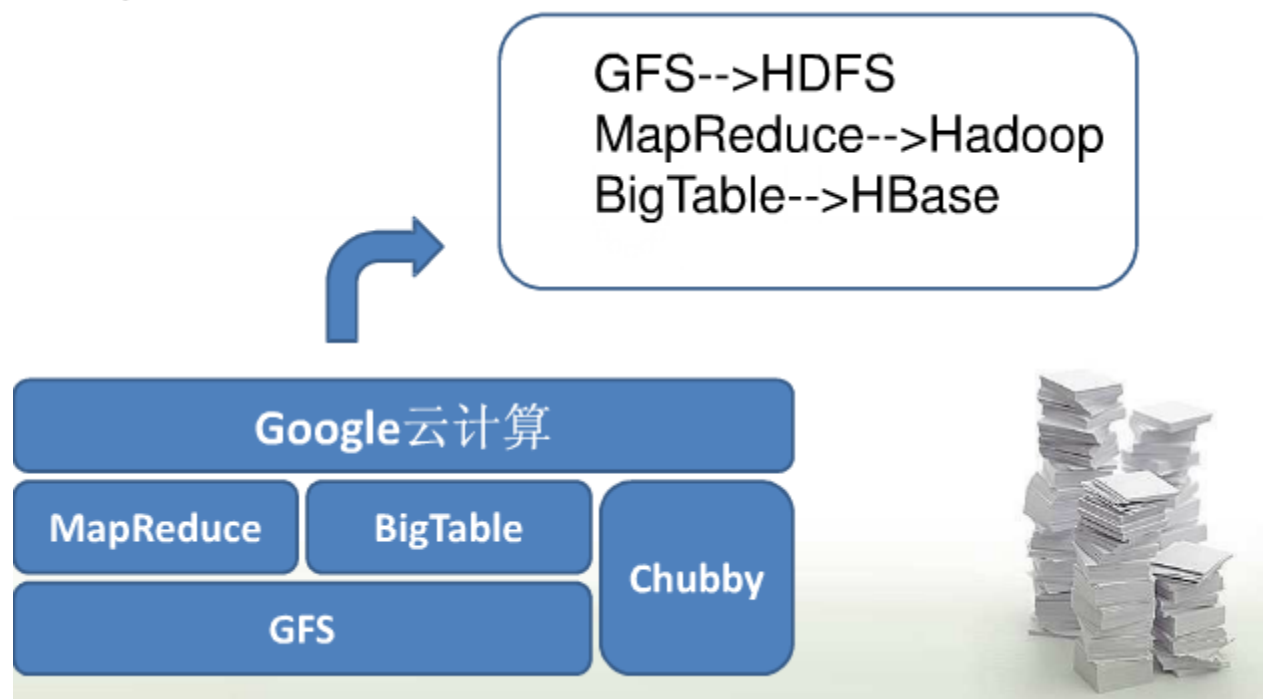 GFS-->HDFS
MapReduce-->Hadoop
BigTable-->HBase
Google云计算
MapReduce
BigTable
Chubby
GFS